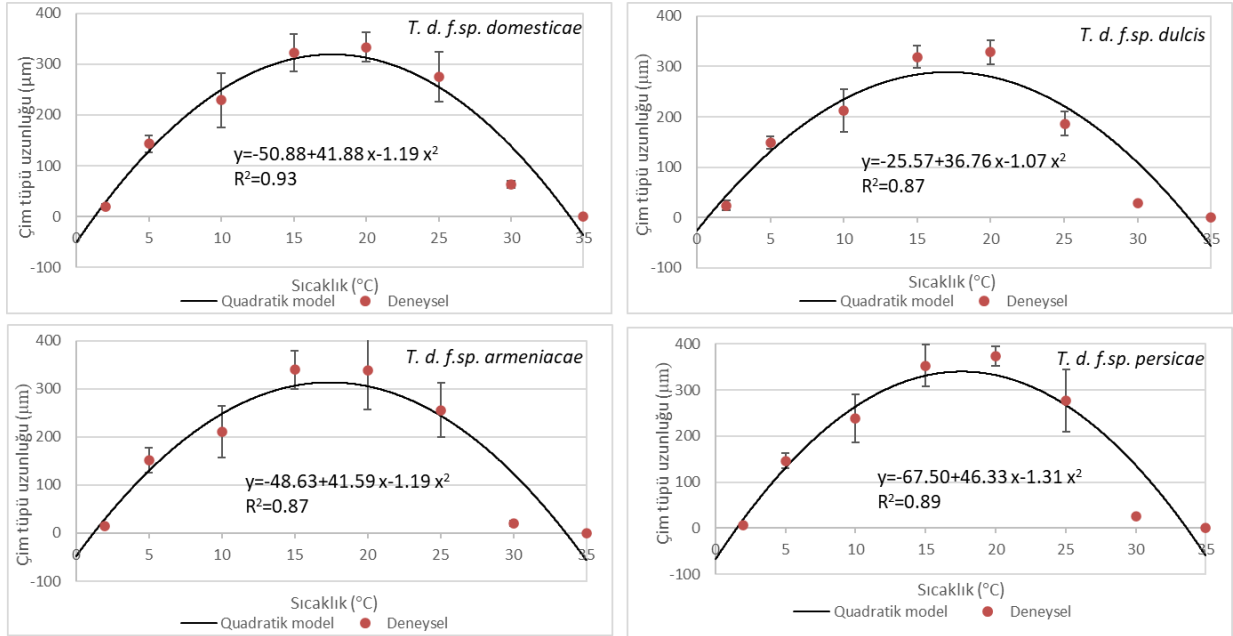 T. d. f.sp. domesticae
Çim tüpü uzunluğu (µm)
400
300
200
100
0
-100
y=-50.88+41.88 x-1.19 x²
R²=0.93
0 5 10 15 20 25 30 35
Sıcaklık (°C)
Quadratik model Deneysel
T. d. f.sp. dulcis
Çim tüpü uzunluğu (µm)
400
300
200
100
0
-100
y=-25.57+36.76 x-1.07 x²
R²=0.87
0 5 10 15 20 25 30 35
Sıcaklık (°C)
Quadratik model Deneysel
T. d. f.sp. armeniacae
Çim tüpü uzunluğu (µm)
400
300
200
100
0
-100
y=-48.63+41.59 x-1.19 x²
R²=0.87
0 5 10 15 20 25 30 35
Sıcaklık (°C)
Quadratik model Deneysel
T. d. f.sp. persicae
Çim tüpü uzunluğu (µm)
400
300
200
100
0
-100
y=-67.50+46.33 x-1.31 x²
R²=0.89
0 5 10 15 20 25 30 35
Sıcaklık (°C)
Quadratik model Deneysel